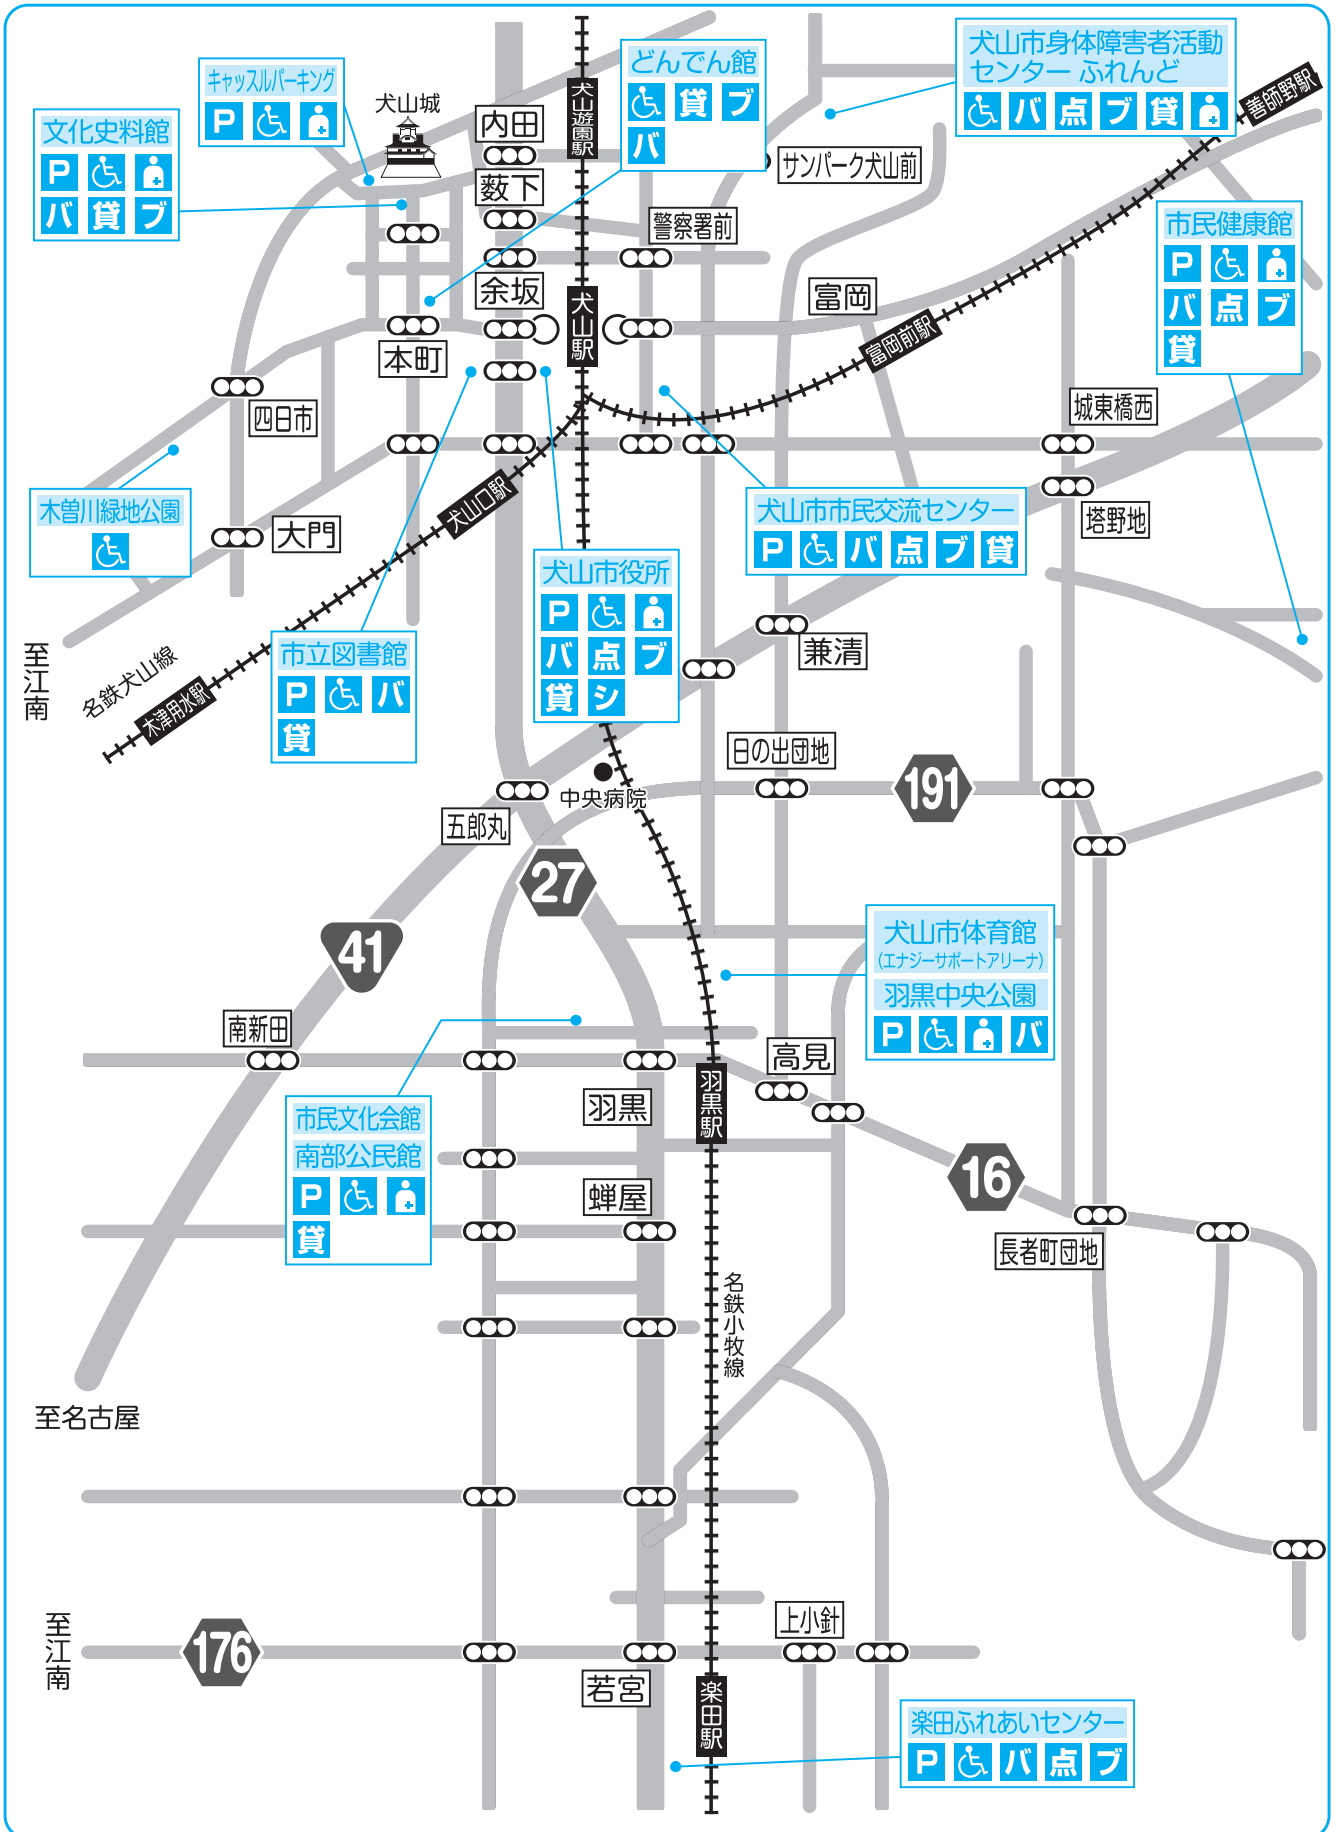 キャッスルパーキング
P
犬山城
文化史料館
P
バ 貸 ブ
内田
薮下
犬山遊園駅
どんでん館
貸 ブ
バ
犬山市身体障害者活動
センター ふれんど
バ 点 ブ 貸
善師野駅
サンパーク犬山前
警察署前
市民健康館
P
バ 点 ブ
貸
余坂
犬山駅
富岡
富岡前駅
本町
四日市
城東橋西
木曽川緑地公園
大門
犬山口駅
犬山市市民交流センター
P バ 点 ブ 貸
塔野地
犬山市役所
P
バ 点 ブ
貸 シ
至江南
名鉄犬山線
木津用水駅
市立図書館
P バ
貸
兼清
日の出団地
191
中央病院
五郎丸
27
41
犬山市体育館
(エナジーサポートアリーナ)
羽黒中央公園
P バ
南新田
高見
羽黒駅
羽黒
市民文化会館
南部公民館
P
貸
16
蝉屋
長者町団地
名鉄小牧線
至名古屋
至江南
176
上小針
若宮
楽田駅
楽田ふれあいセンター
P バ 点 ブ